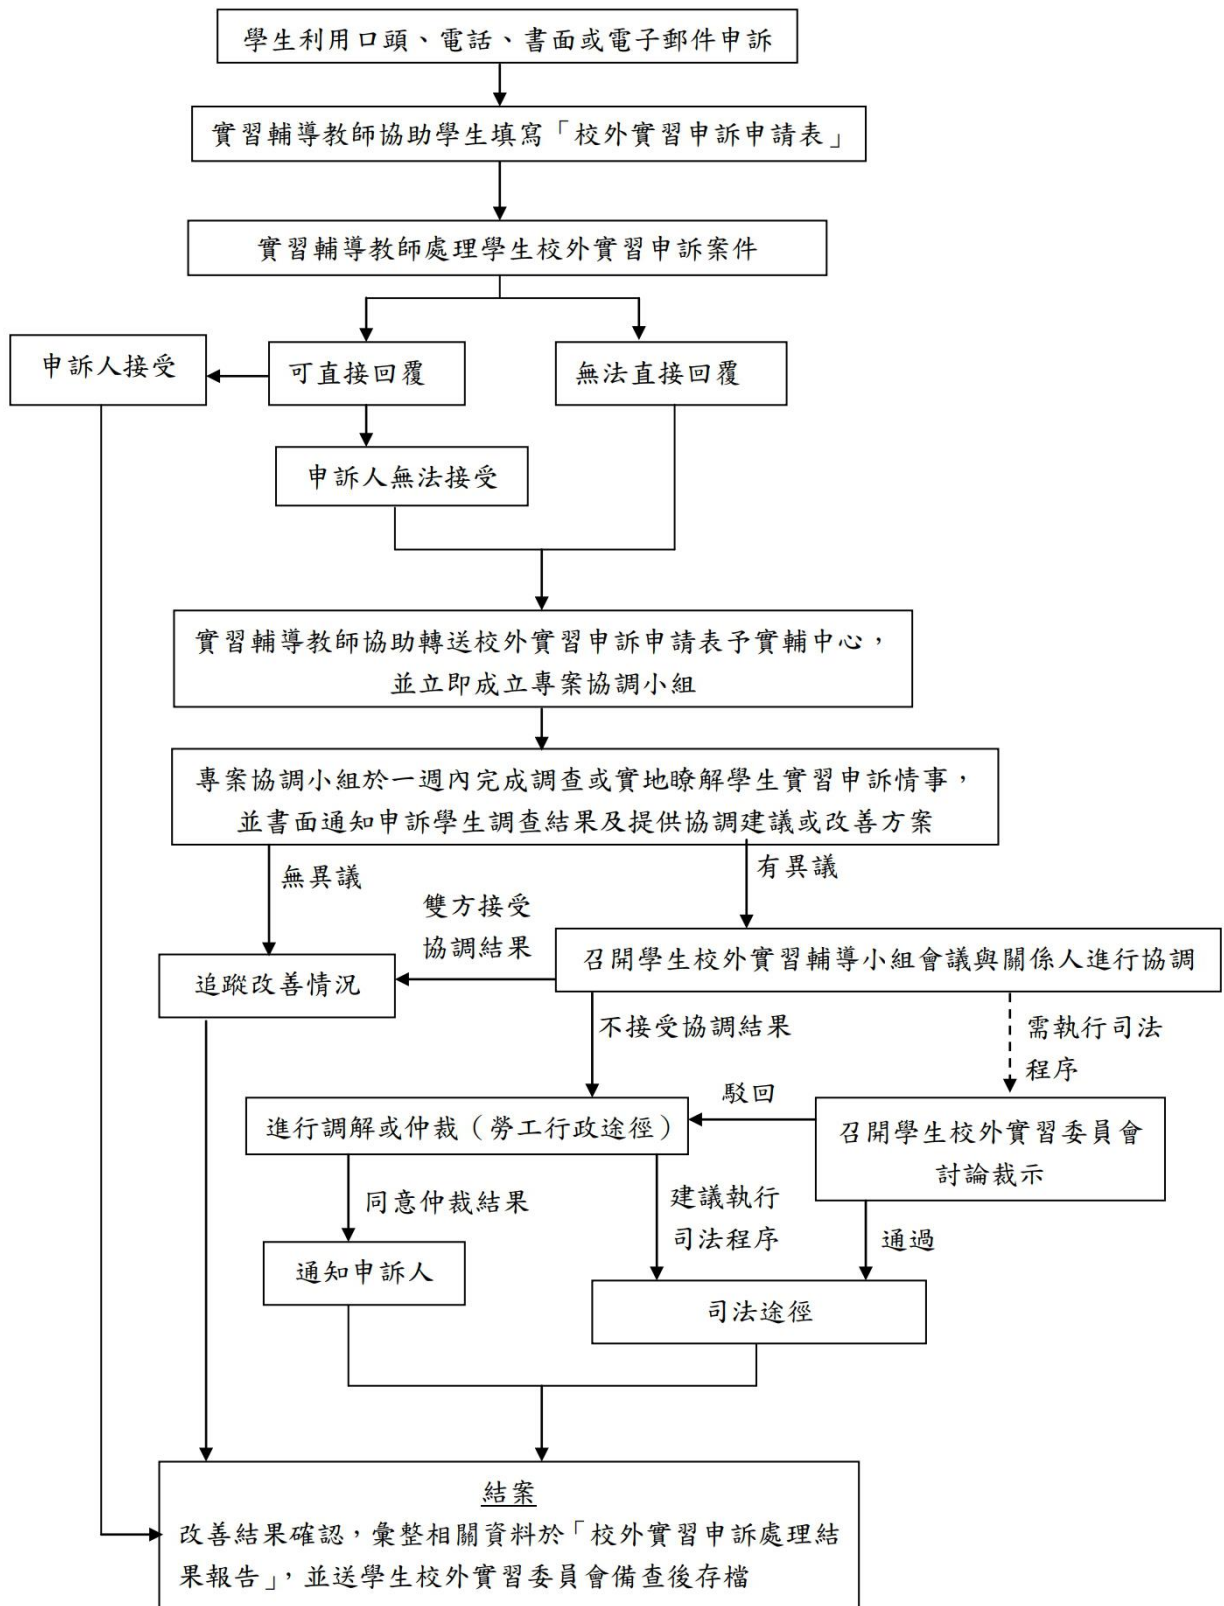 學生利用口頭、電話、書面或電子郵件申訴
實習輔導教師協助學生填寫「校外實習申訴申請表」
實習輔導教師處理學生校外實習申訴案件
申訴人接受
可直接回覆
無法直接回覆
申訴人無法接受
實習輔導教師協助轉送校外實習申訴申請表予實輔中心，
並立即成立專案協調小組
專案協調小組於一週內完成調查或實地瞭解學生實習申訴情事，
並書面通知申訴學生調查結果及提供協調建議或改善方案
無異議
有異議
雙方接受
協調結果
召開學生校外實習輔導小組會議與關係人進行協調
追蹤改善情況
不接受協調結果
需執行司法
程序
駁回
進行調解或仲裁（勞工行政途徑）
召開學生校外實習委員會
討論裁示
同意仲裁結果
建議執行
司法程序
通過
通知申訴人
司法途徑
結案
改善結果確認，彙整相關資料於「校外實習申訴處理結
果報告」，並送學生校外實習委員會備查後存檔